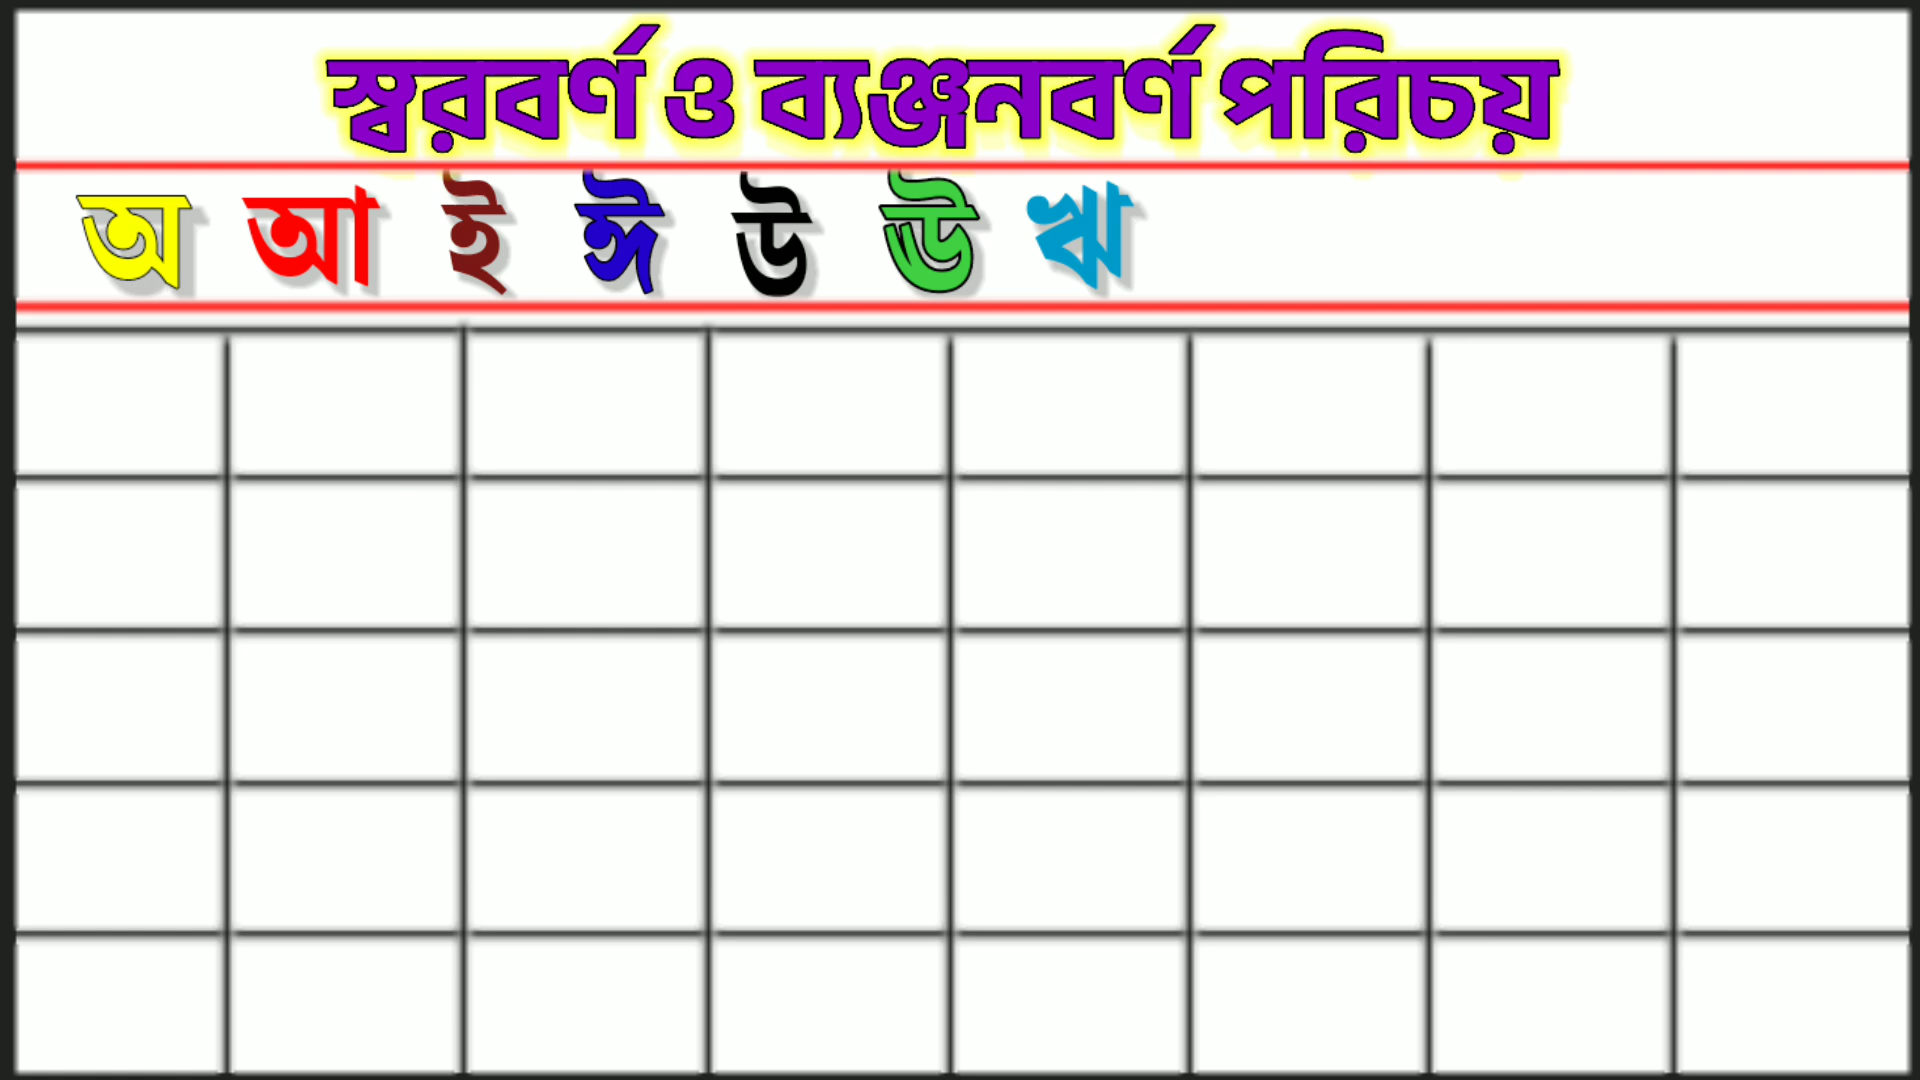 স্বরবর্ণ ও ব্যঞ্জনবর্ণ পরিচয়
অ আ ই ঈ উ ঊ ঋ